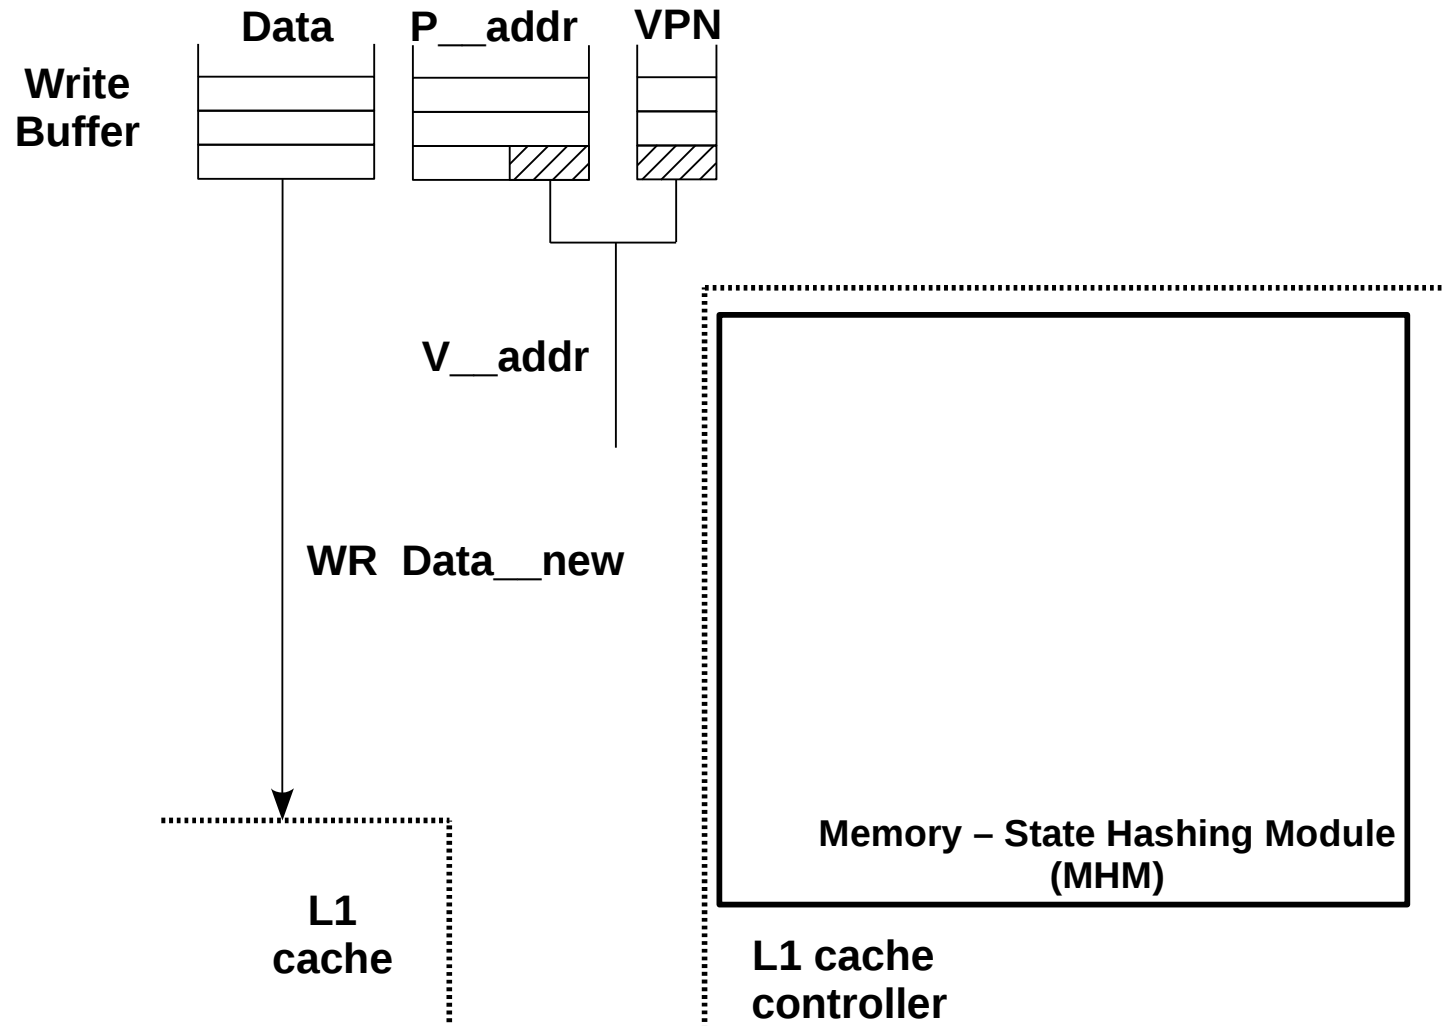 Data P__addr VPN
Write
Buffer
V__addr
WR Data__new
Memory – State Hashing Module
(MHM)
L1
cache
L1 cache
controller